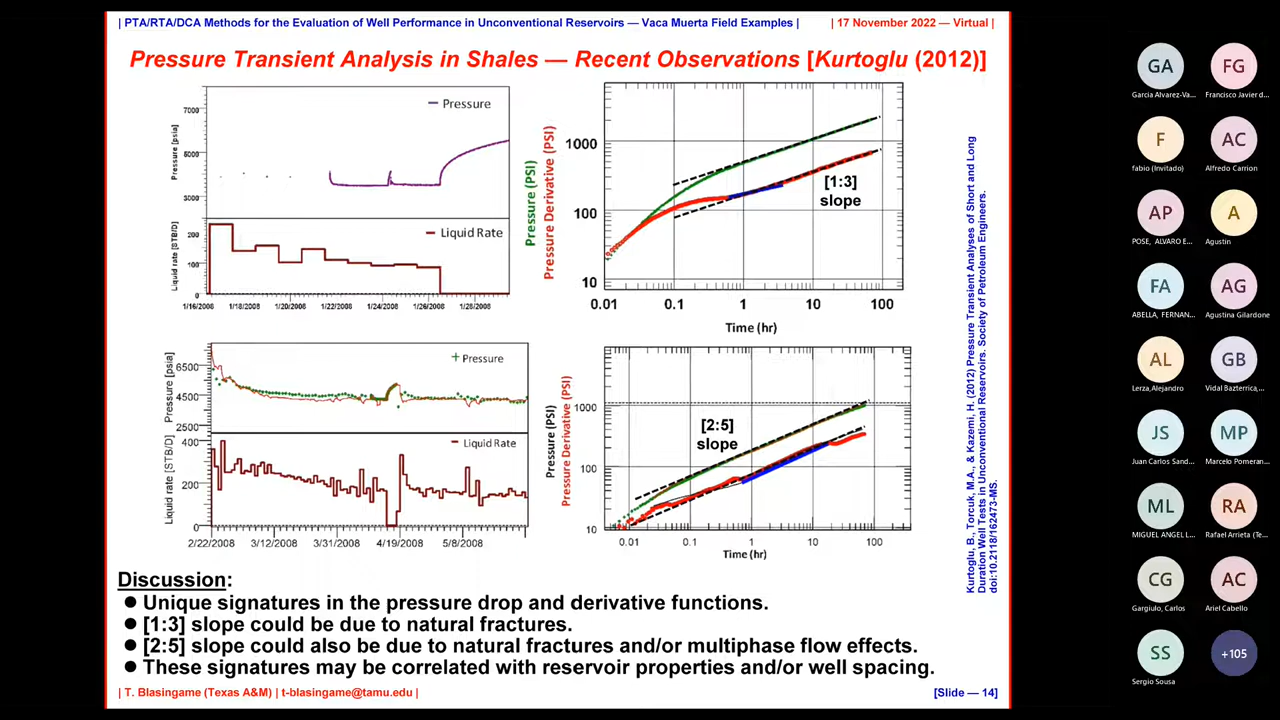 | PTA/RTA/DCA Methods for the Evaluation of Well Performance in Unconventional Reservoirs — Vaca Muerta Field Examples | | 17 November 2022 — Virtual |
Pressure Transient Analysis in Shales — Recent Observations [Kurtoglu (2012)]
Pressure
Pressure [psia]
7000
3000
Liquid Rate
Liquid rate [STB/D]
200
100
0
1/16/2008 1/18/2008 1/20/2008 1/22/2008 1/24/2008 1/26/2008 1/28/2008
Pressure (PSI)
Pressure Derivative (PSI)
1000
100
10
[1:3]
slope
0.01 0.1 1 10 100
Time (hr)
Pressure
Pressure [psia]
6500
4500
2500
Liquid Rate
Liquid rate [STB/D]
400
200
0
2/22/2008 3/12/2008 3/31/2008 4/19/2008 5/8/2008
Pressure (PSI)
Pressure Derivative (PSI)
1000
100
10
[2:5]
slope
0.01 0.1 1 10 100
Time (hr)
Kurtoglu, B., Torcuk, M.A., & Kazemi, H. (2012) Pressure Transient Analyses of Short and Long
Duration Well Tests in Unconventional Reservoirs. Society of Petroleum Engineers.
doi:10.2118/162473-MS.
Discussion:
● Unique signatures in the pressure drop and derivative functions.
● [1:3] slope could be due to natural fractures.
● [2:5] slope could also be due to natural fractures and/or multiphase flow effects.
● These signatures may be correlated with reservoir properties and/or well spacing.
| T. Blasingame (Texas A&M) | t-blasingame@tamu.edu | [Slide — 14]
GA FG
Garcia Alvarez-Va... Francisco Javier d...
F AC
fabio (Invitado) Alfredo Carrion
AP A
POSE, ALVARO E... Agustin
FA AG
ABELLA, FERNAN... Agustina Gilardone
AL GB
Lerza,Alejandro Vidal Bazterrica,...
JS MP
Juan Carlos Sand... Marcelo Pomeran...
ML RA
MIGUEL ANGEL L... Rafael Arrieta (Te...
CG AC
Gargiulo, Carlos Ariel Cabello
SS +105
Sergio Sousa